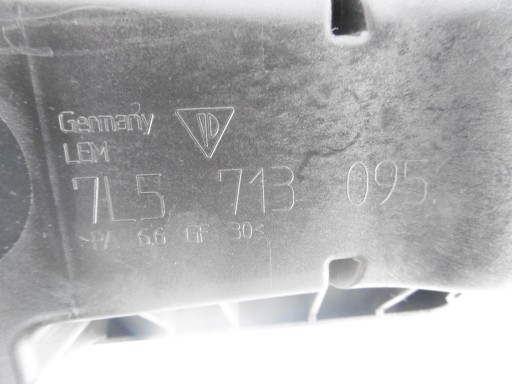 Germany
LEM
7L5 713 095
>PA 6.6 GF 30<